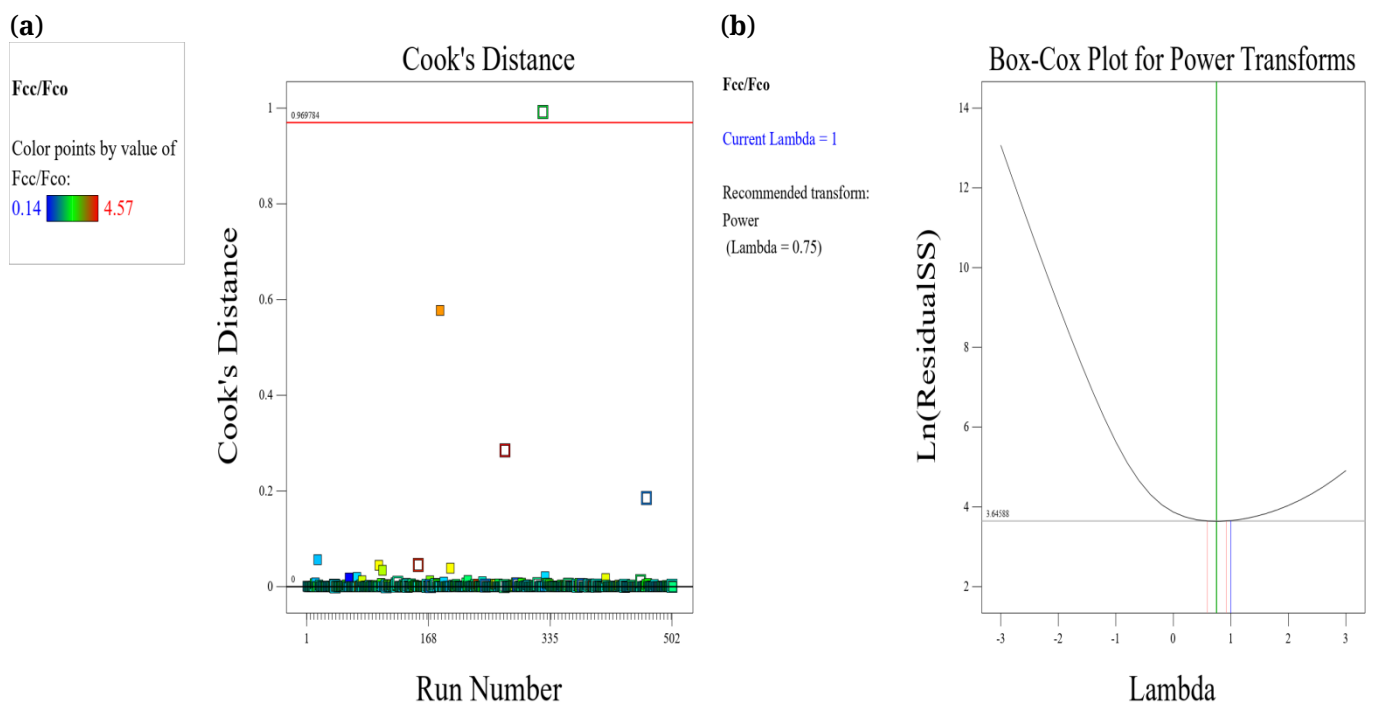 (a)
Fcc/Fco
Color points by value of
Fcc/Fco:
0.14 4.57
Cook's Distance
Cook's Distance
1
0.969784
0.8
0.6
0.4
0.2
0
0
1 168 335 502
Run Number
(b)
Fcc/Fco
Current Lambda = 1
Recommended transform:
Power
(Lambda = 0.75)
Box-Cox Plot for Power Transforms
Ln(ResidualSS)
14
12
10
8
6
4
3.64588
2
-3 -2 -1 0 1 2 3
Lambda